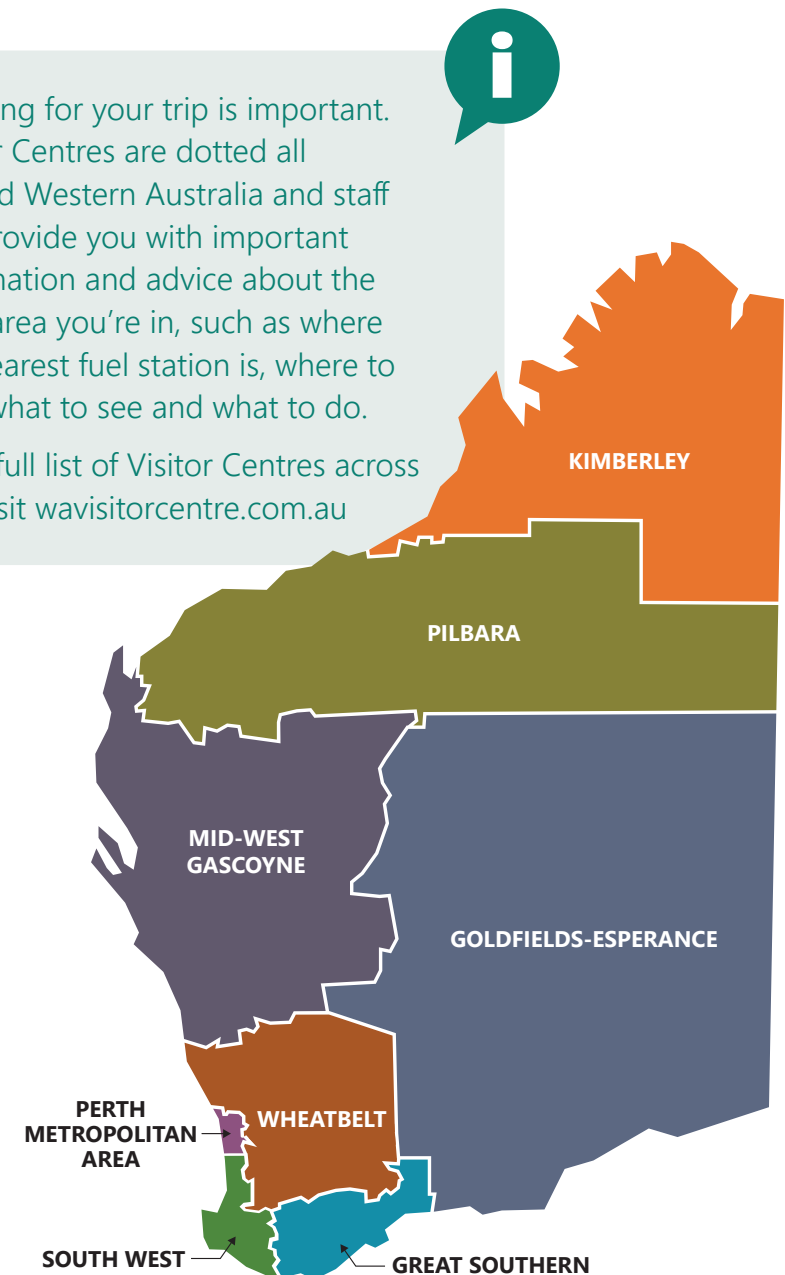 i
ng for your trip is important.
r Centres are dotted all
d Western Australia and staff
rovide you with important
nation and advice about the
area you're in, such as where
earest fuel station is, where to
what to see and what to do.
full list of Visitor Centres across
sit wavisitorcentre.com.au
KIMBERLEY
PILBARA
MID-WEST
GASCOYNE
GOLDFIELDS-ESPERANCE
PERTH
METROPOLITAN
AREA
WHEATBELT
SOUTH WEST
GREAT SOUTHERN